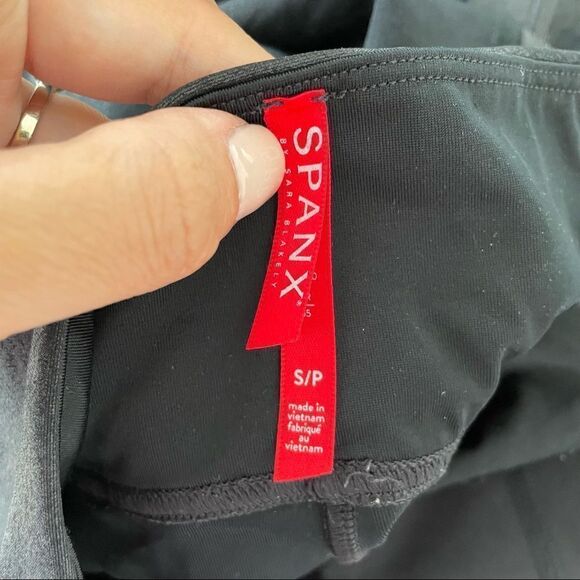 SPANX®
BY SARA BLAKELY
S/P
made in
vietnam
fabriqué
au
vietnam